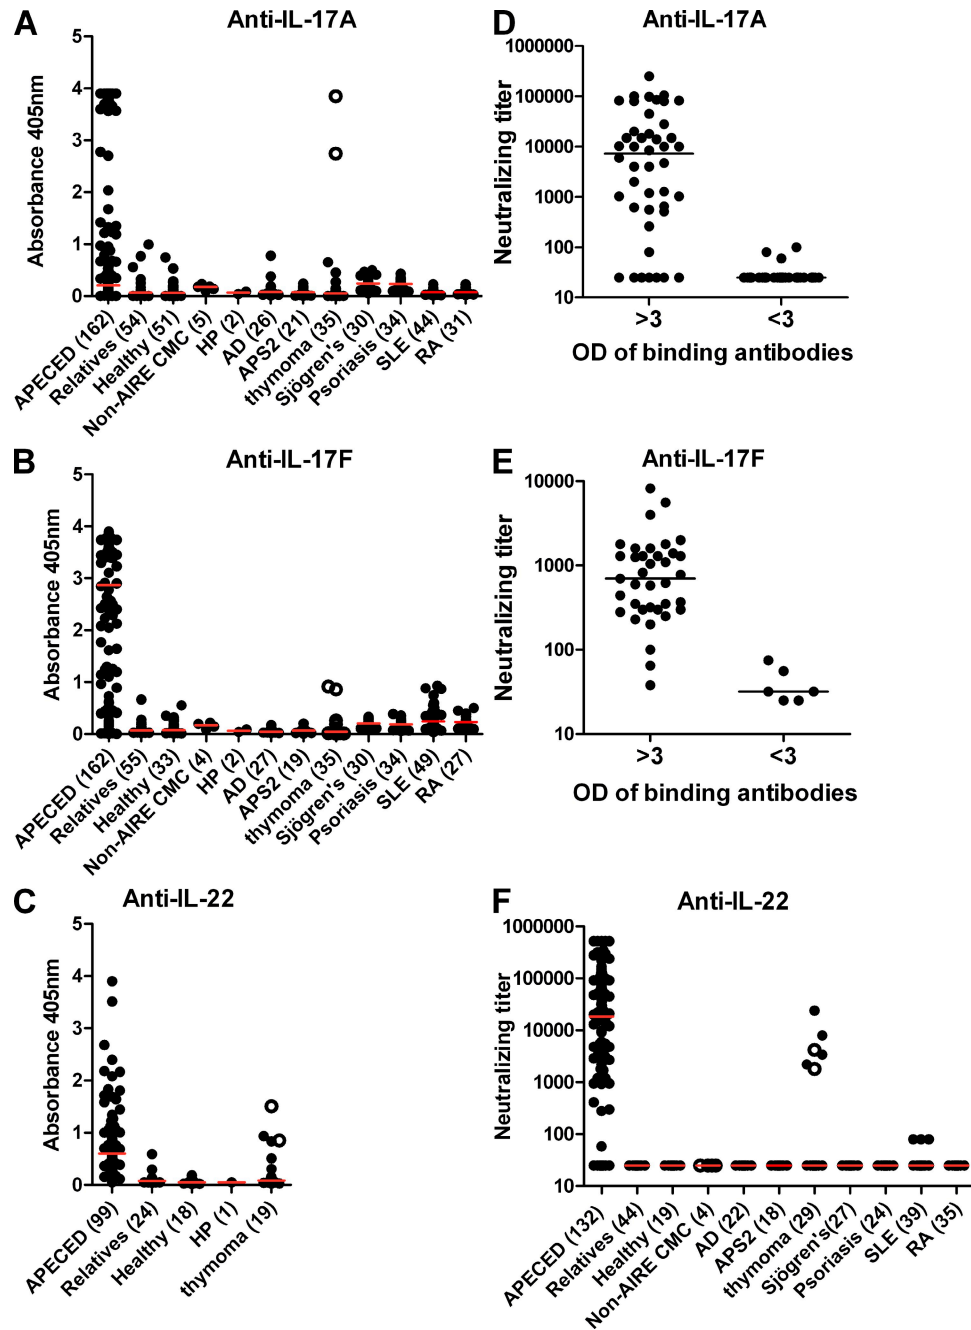 A
Anti-IL-17A
Absorbance 405nm
5
4
3
2
1
0
APECED (162)
Relatives (54)
Healthy (51)
Non-AIRE CMC (5)
HP (2)
AD (26)
APS2 (21)
thymoma (35)
Sjögren's (30)
Psoriasis (34)
SLE (44)
RA (31)
D
Anti-IL-17A
Neutralizing titer
1000000
100000
10000
1000
100
10
>3
<3
OD of binding antibodies
B
Anti-IL-17F
Absorbance 405nm
5
4
3
2
1
0
APECED (162)
Relatives (55)
Healthy (33)
Non-AIRE CMC (4)
HP (2)
AD (27)
APS2 (19)
thymoma (35)
Sjögren's (30)
Psoriasis (34)
SLE (49)
RA (27)
E
Anti-IL-17F
Neutralizing titer
10000
1000
100
10
>3
<3
OD of binding antibodies
C
Anti-IL-22
Absorbance 405nm
5
4
3
2
1
0
APECED (99)
Relatives (24)
Healthy (18)
HP (1)
thymoma (19)
F
Anti-IL-22
Neutralizing titer
1000000
100000
10000
1000
100
10
APECED (132)
Relatives (44)
Healthy (19)
Non-AIRE CMC (4)
AD (22)
APS2 (18)
thymoma (29)
Sjögren's(27)
Psoriasis (24)
SLE (39)
RA (35)